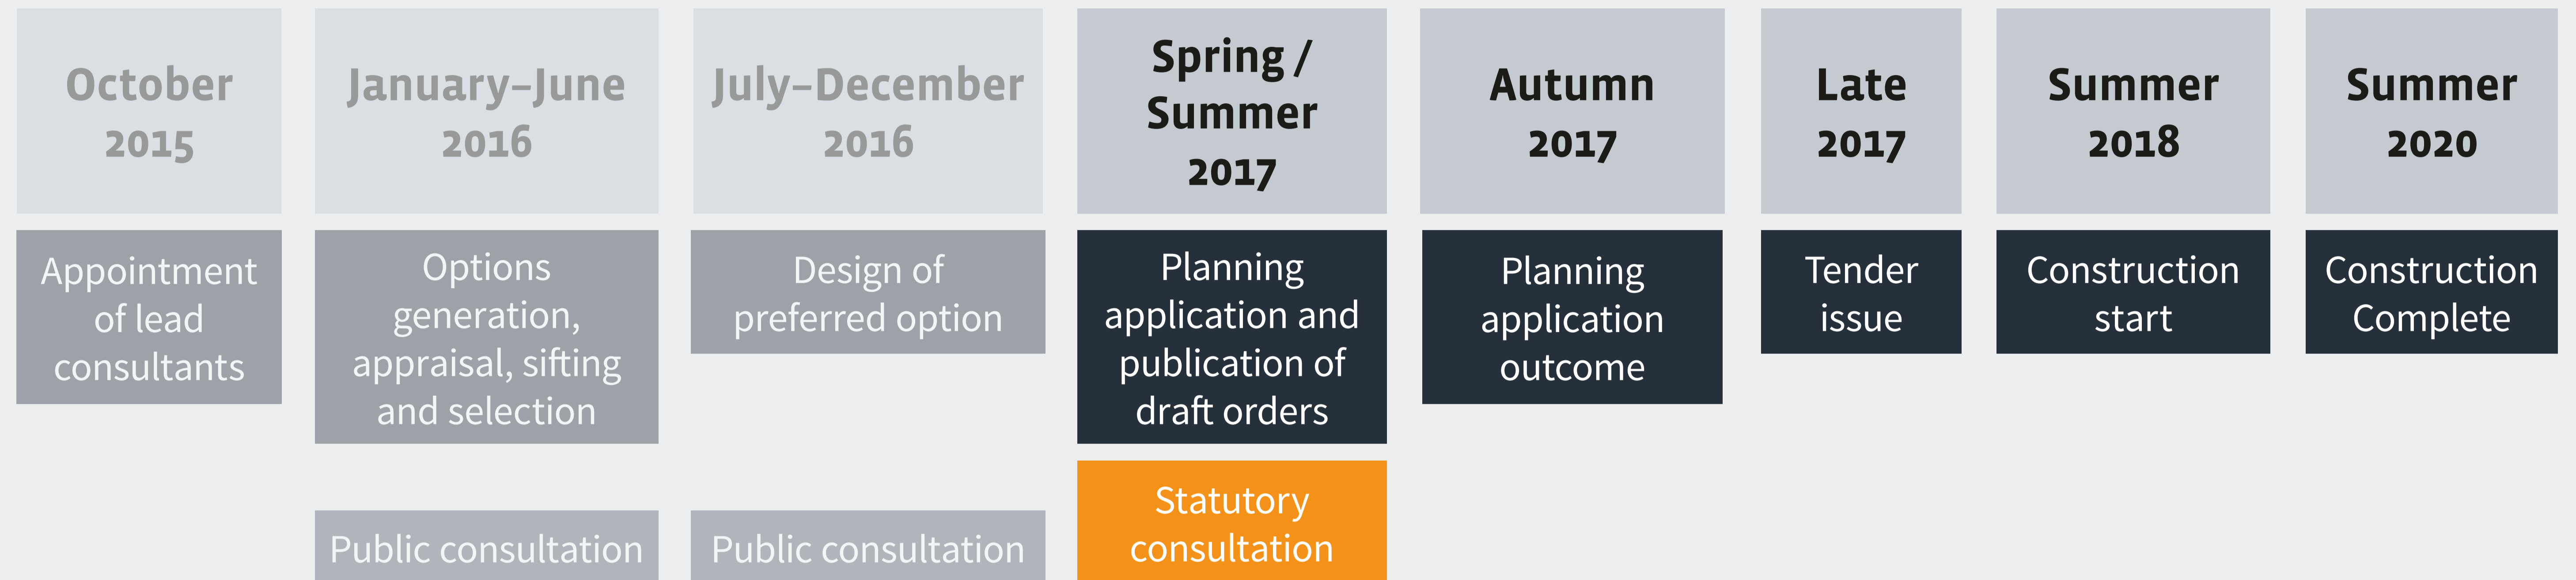 October
2015
January–June
2016
July–December
2016
Spring /
Summer
2017
Autumn
2017
Late
2017
Summer
2018
Summer
2020
Appointment
of lead
consultants
Options
generation,
appraisal, sifting
and selection
Design of
preferred option
Planning
application and
publication of
draft orders
Planning
application
outcome
Tender
issue
Construction
start
Construction
Complete
Public consultation
Public consultation
Statutory
consultation